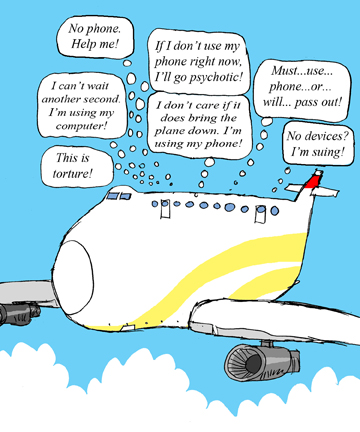 No phone.
Help me!
If I don't use my
phone right now,
I'll go psychotic!
Must...use...
phone...or...
will... pass out!
I can't wait
another second.
I'm using my
computer!
I don't care if it
does bring the
plane down. I'm
using my phone!
No devices?
I'm suing!
This is
torture!